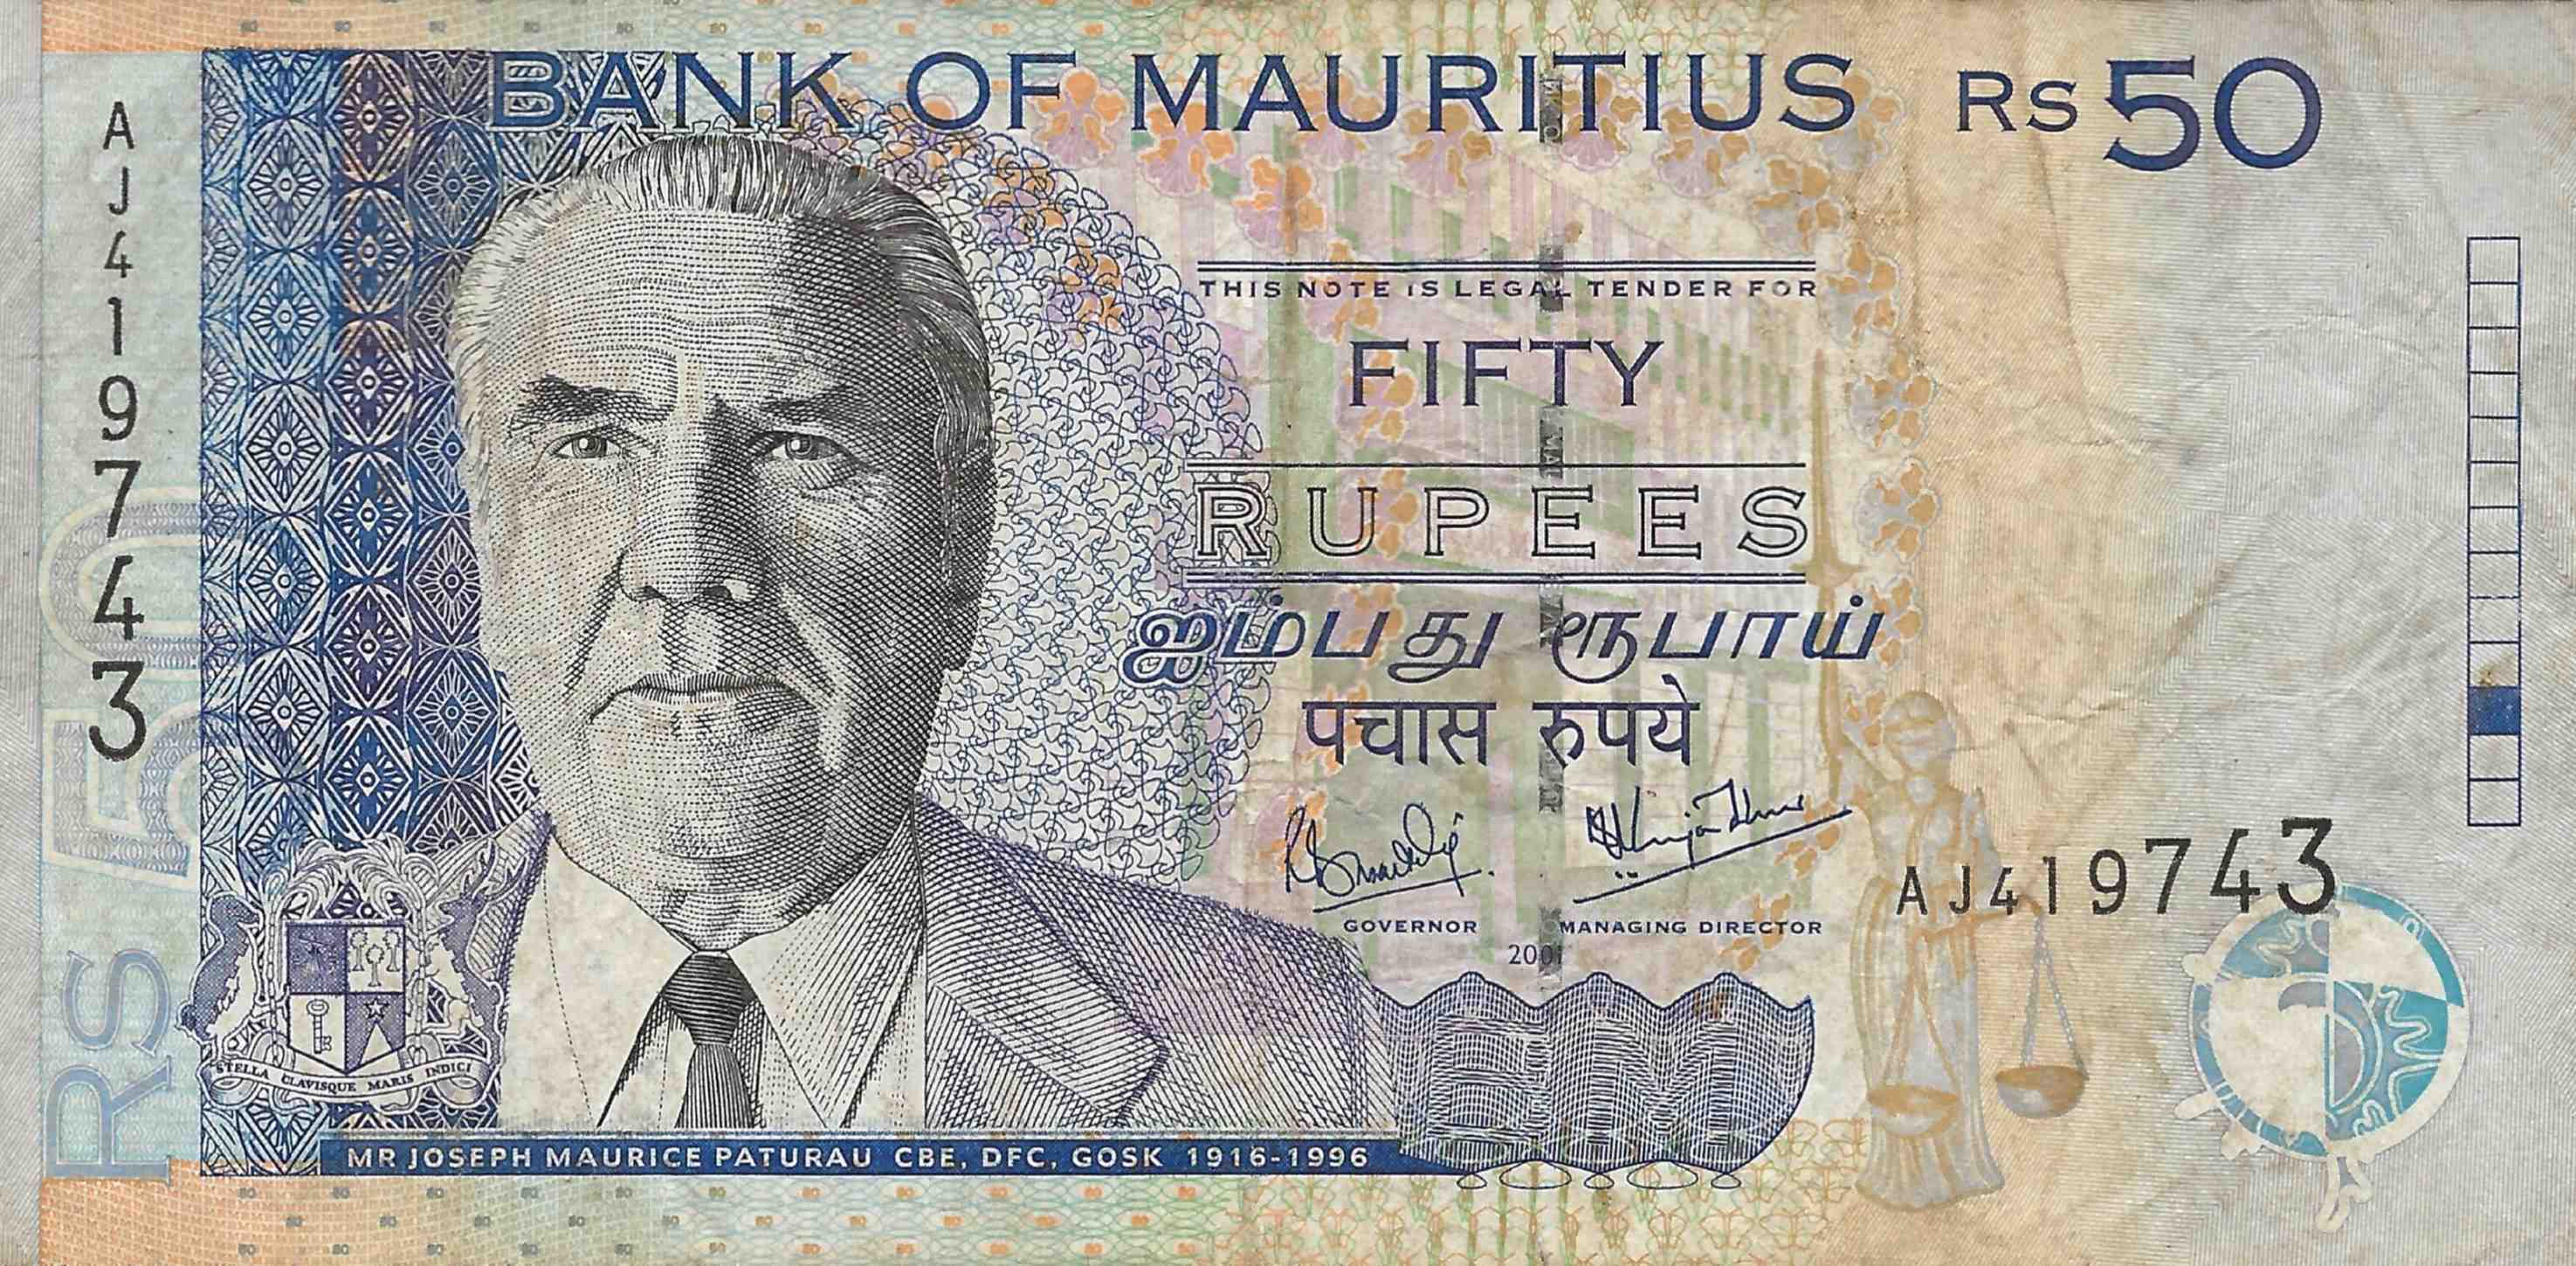 BANK OF MAURITIUS
RS 50
AJ419743
THIS NOTE IS LEGAL TENDER FOR
FIFTY
RUPEES
ஐம்பது ரூபாய்
पचास रुपये
GOVERNOR
MANAGING DIRECTOR
AJ419743
RS 50
STELLA CLAVISQUE MARIS INDICI
BM
MR JOSEPH MAURICE PATURAU CBE, DFC, GOSK 1916-1996